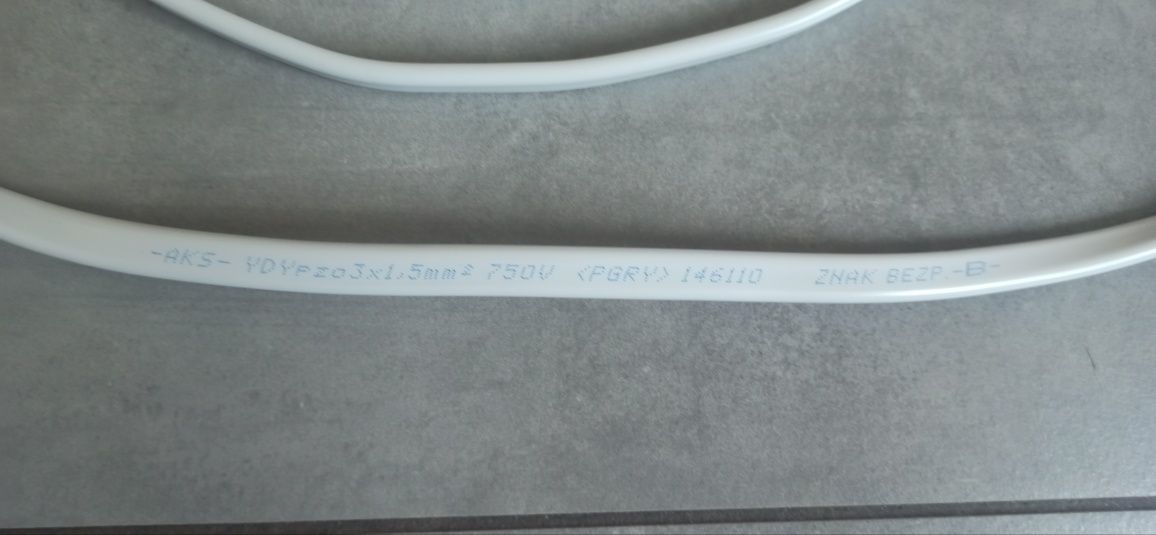 -AKS- YDYpżo3x1,5mm² 750V <PGRY> 146110 ZNAK BEZP.-B-